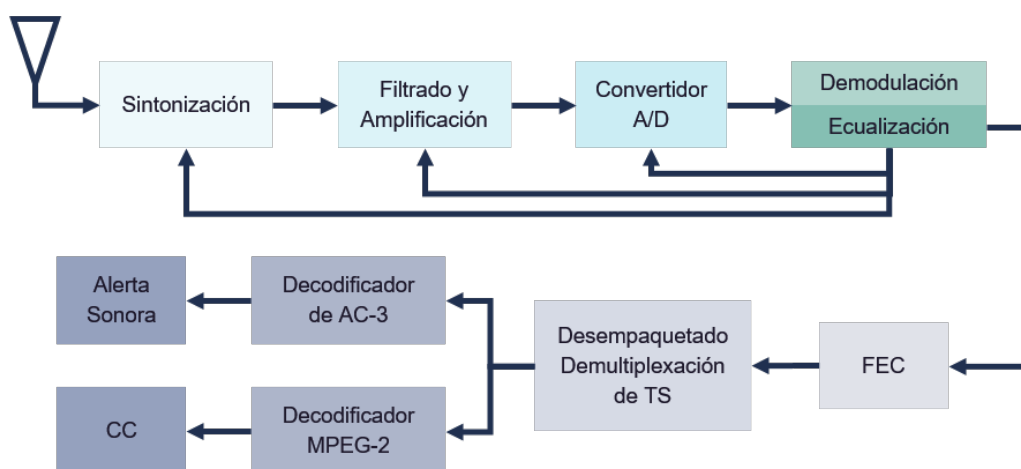 Sintonización
Filtrado y
Amplificación
Convertidor
A/D
Demodulación
Ecualización
Alerta
Sonora
Decodificador
de AC-3
Desempaquetado
Demultiplexación
de TS
FEC
CC
Decodificador
MPEG-2